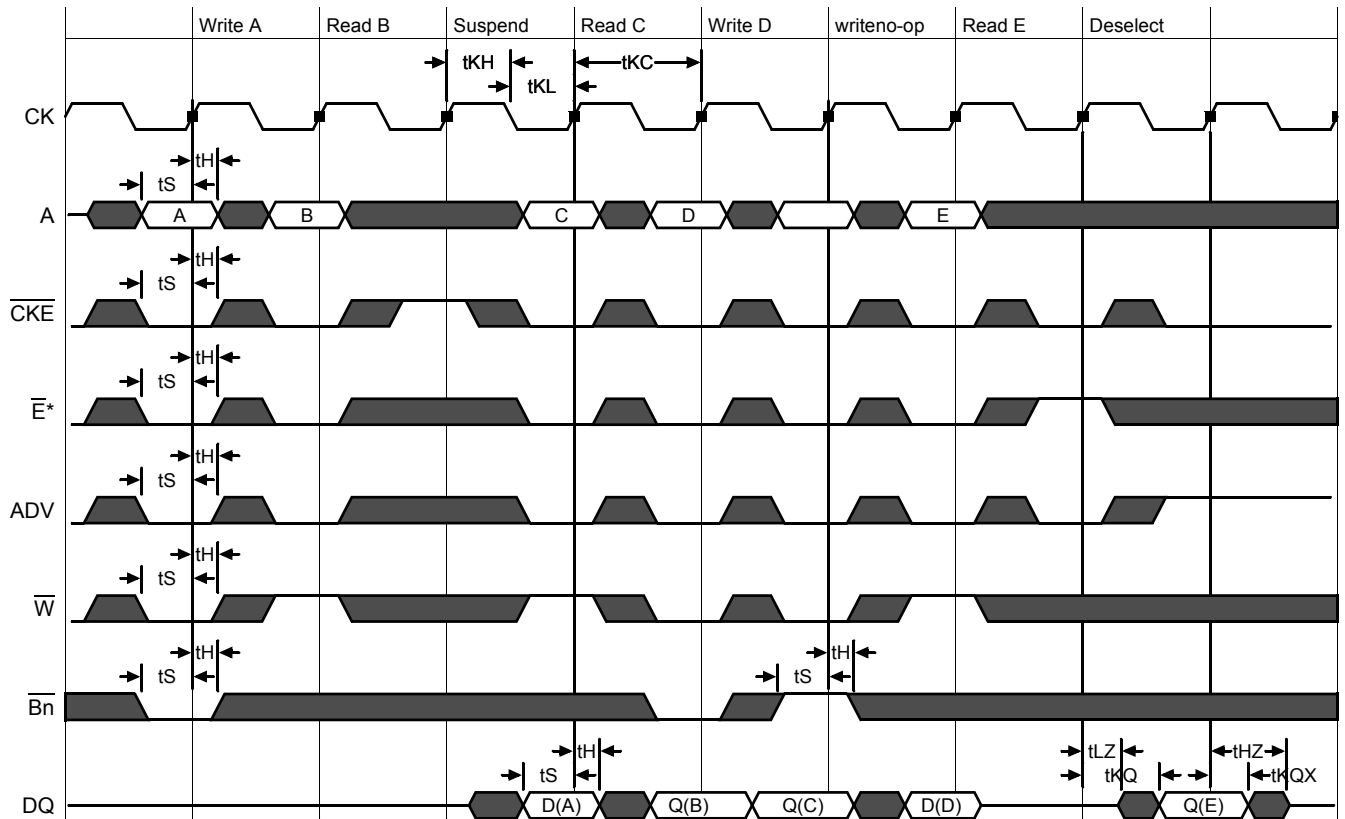 Write A Read B Suspend Read C Write D writeno-op Read E Deselect
tKH tKC
tKL
CK
tH
tS
A A B C D E
tH
tS
CKE
tH
tS
E*
tH
tS
ADV
tH
tS
W
tH tH
tS tS
Bn
tH tLZ tHZ
tS tKQ tKQX
DQ D(A) Q(B) Q(C) D(D) Q(E)